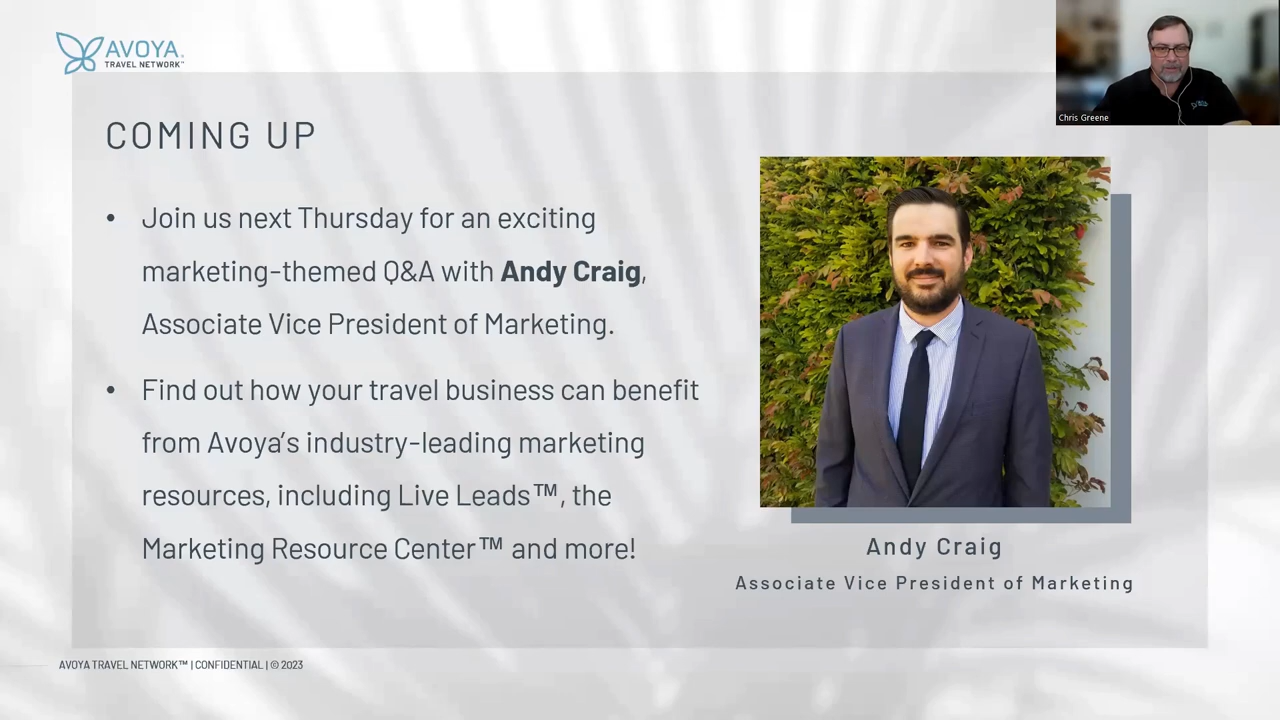 AVOYA
TRAVEL NETWORK™
Chris Greene
COMING UP
• Join us next Thursday for an exciting
marketing-themed Q&A with Andy Craig,
Associate Vice President of Marketing.
• Find out how your travel business can benefit
from Avoya’s industry-leading marketing
resources, including Live Leads™, the
Marketing Resource Center™ and more!
Andy Craig
Associate Vice President of Marketing
AVOYA TRAVEL NETWORK™ | CONFIDENTIAL | © 2023